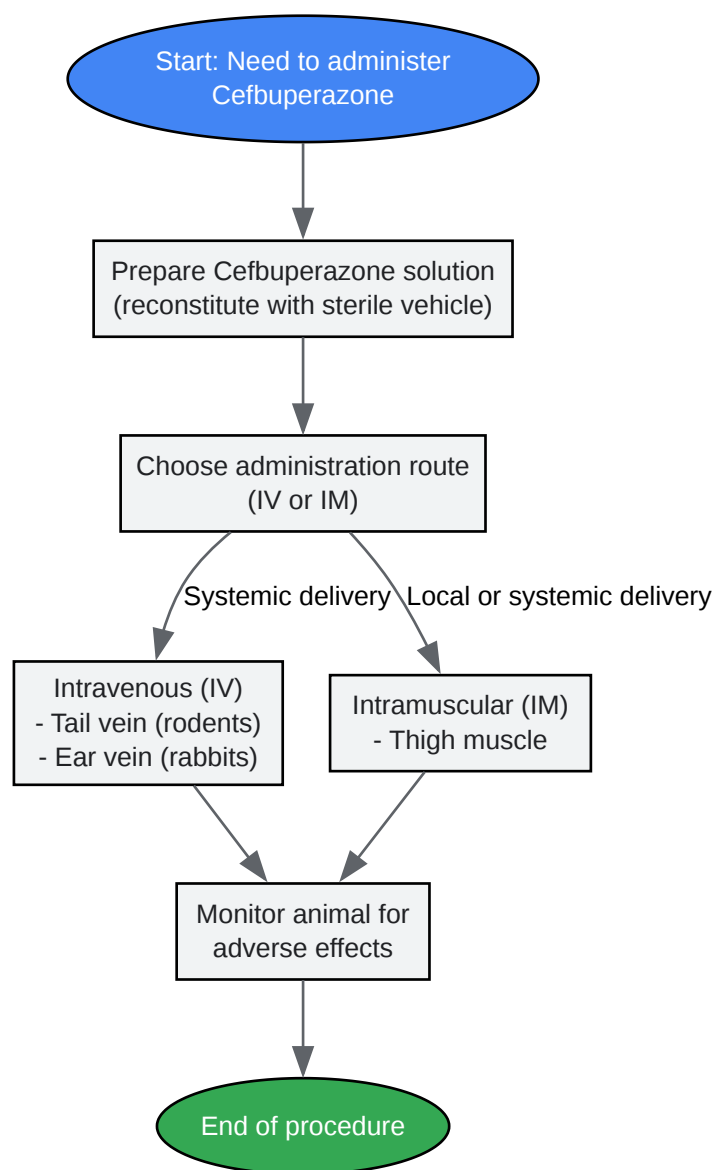 Start: Need to administer
Cefbuperazone
Prepare Cefbuperazone solution
(reconstitute with sterile vehicle)
Choose administration route
(IV or IM)
Systemic delivery
Local or systemic delivery
Intravenous (IV)
- Tail vein (rodents)
- Ear vein (rabbits)
Intramuscular (IM)
- Thigh muscle
Monitor animal for
adverse effects
End of procedure